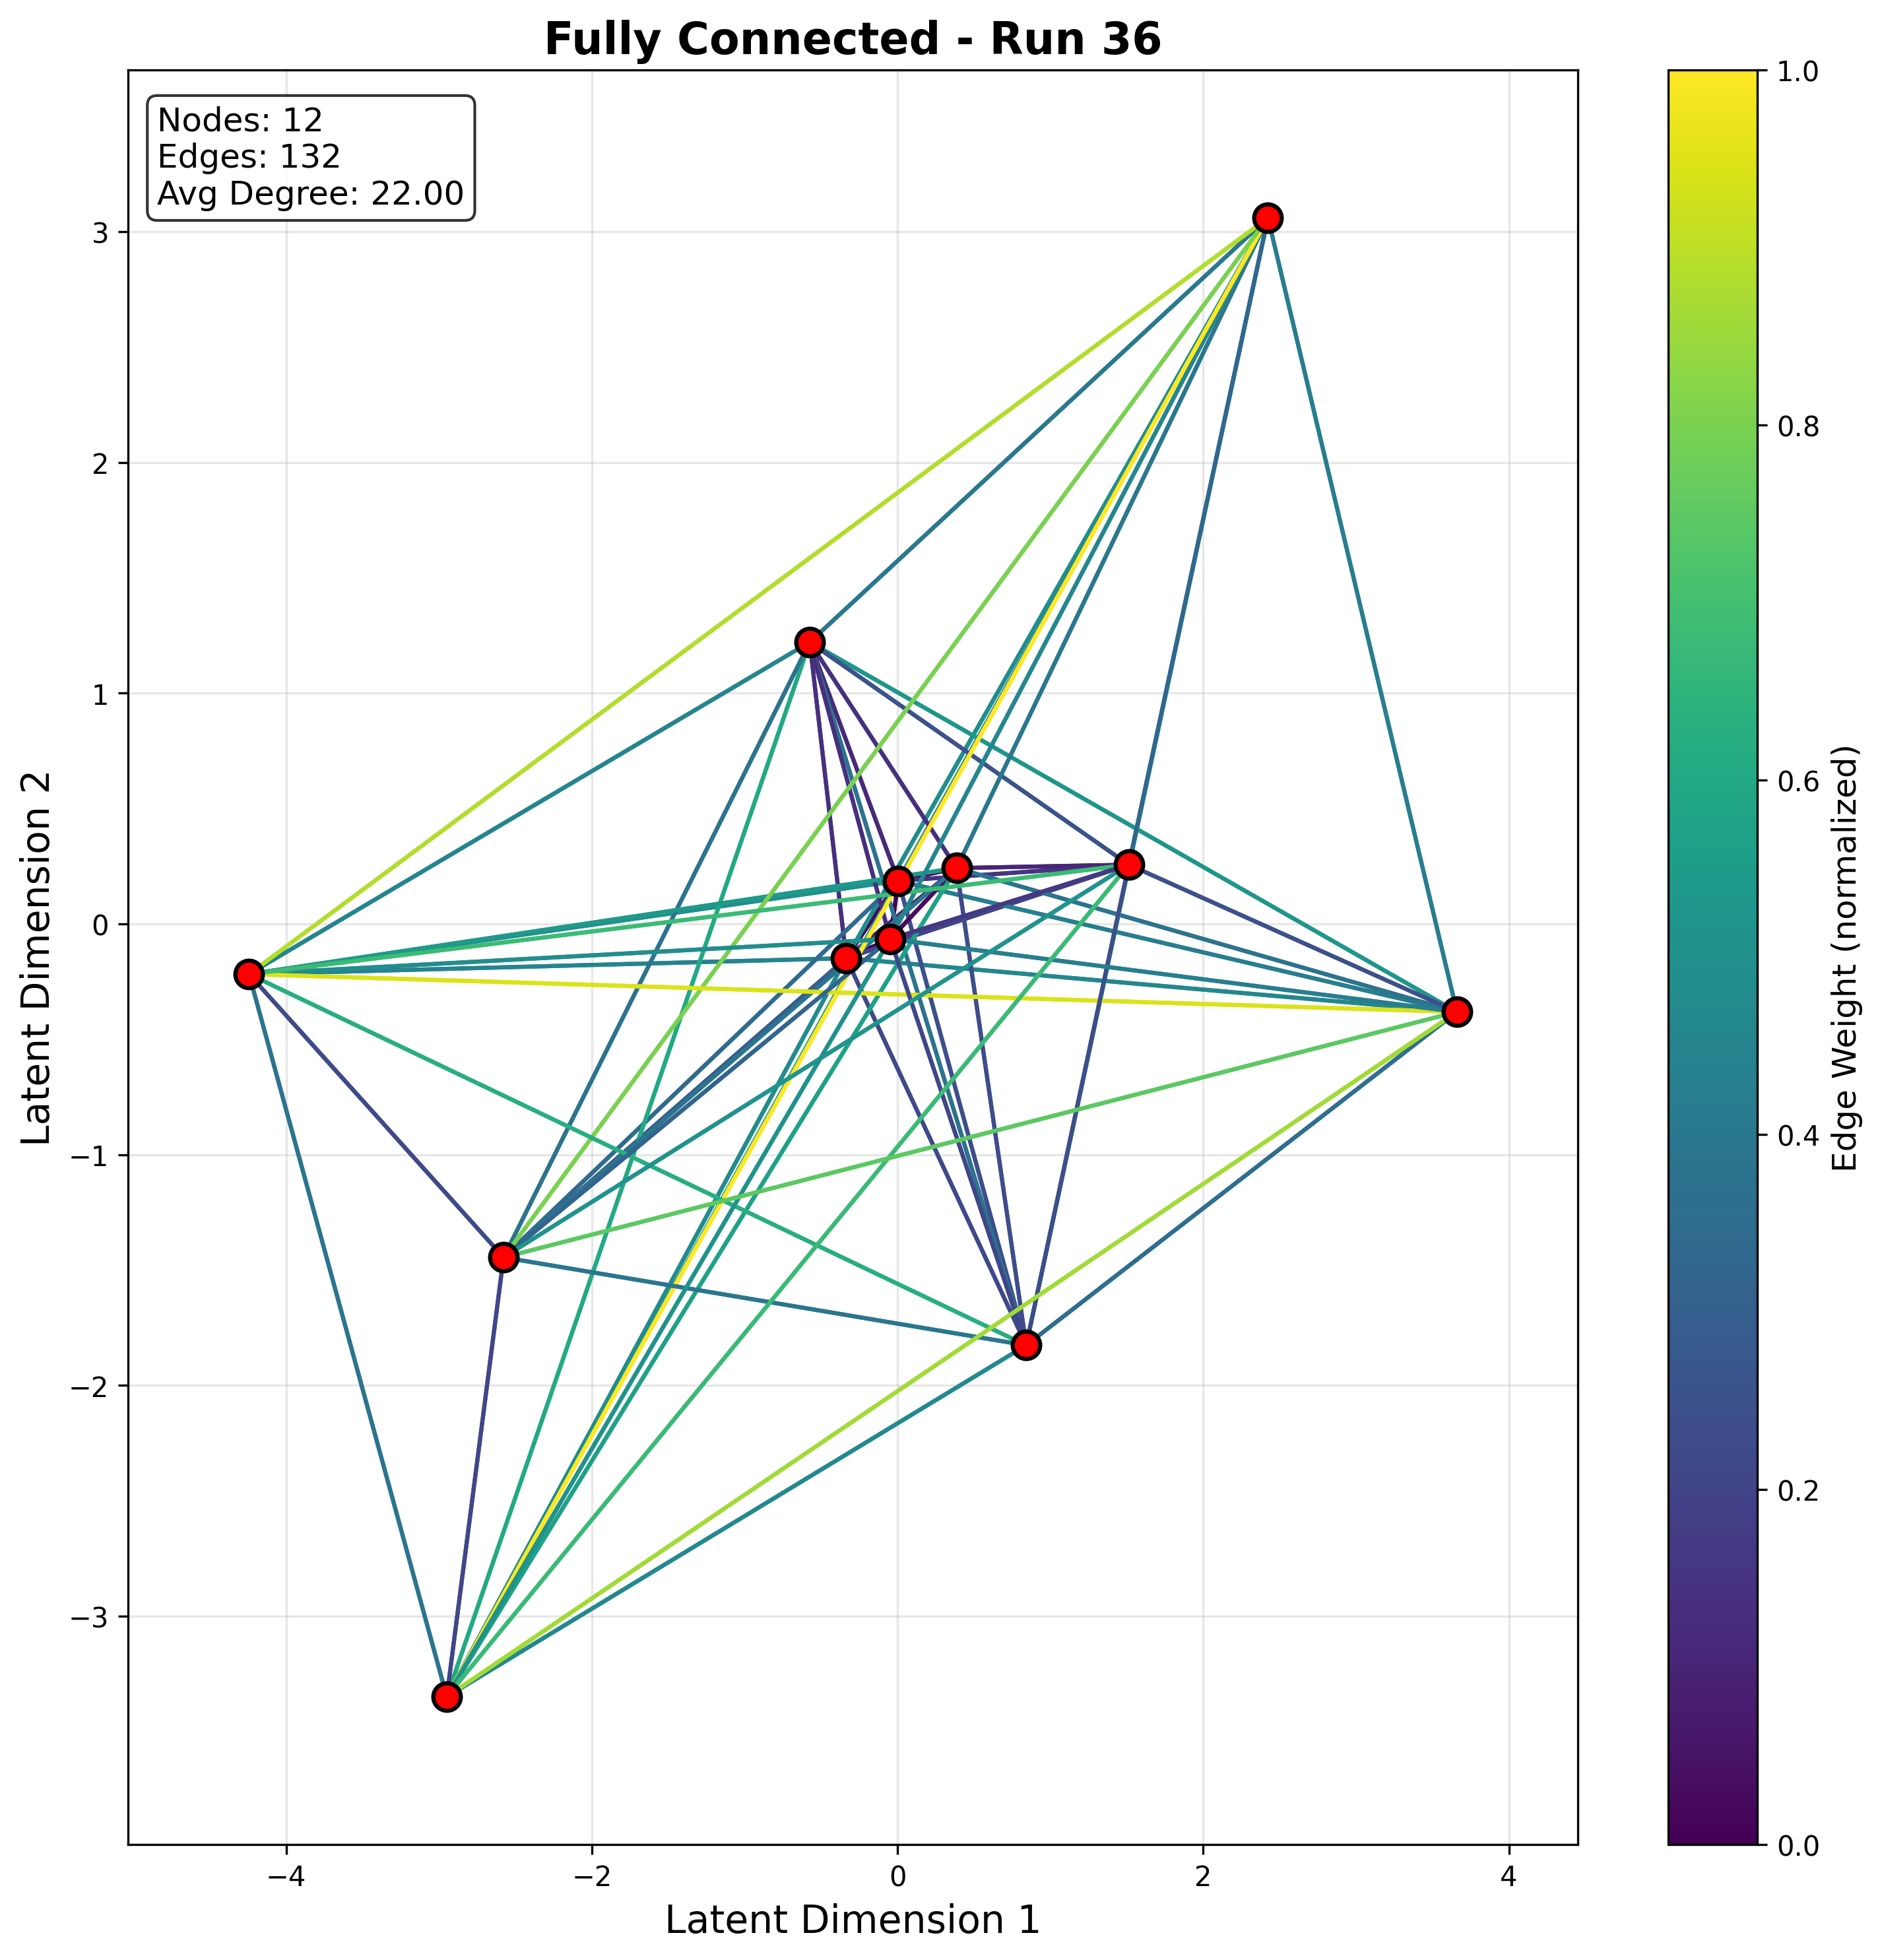 Fully Connected - Run 36
Nodes: 12
Edges: 132
Avg Degree: 22.00
3
2
1
0
−1
−2
−3
Latent Dimension 2
−4
−2
0
2
4
Latent Dimension 1
1.0
0.8
0.6
0.4
0.2
0.0
Edge Weight (normalized)